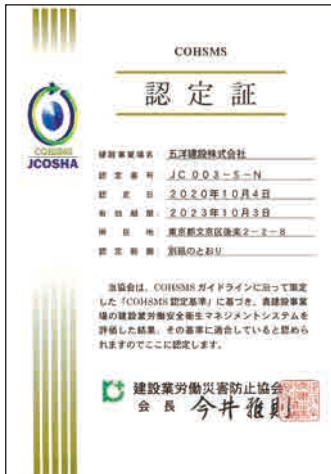 COHSMS
認定証
COHSMS
JCOSHA
建設事業場名 五洋建設株式会社
認定番号 JC 003-S-N
認定日 2020年10月4日
有効期限 2023年10月3日
所在地 東京都文京区後楽2-2-8
認定範囲 別紙のとおり
当協会は、COHSMSガイドラインに沿って策定
した「COHSMS認定基準」に基づき、貴建設事業
場の建設業労働安全衛生マネジメントシステムを
評価した結果、その基準に適合していると認めら
れますのでここに認定します。
建設業労働災害防止協会
会長 今井雅則